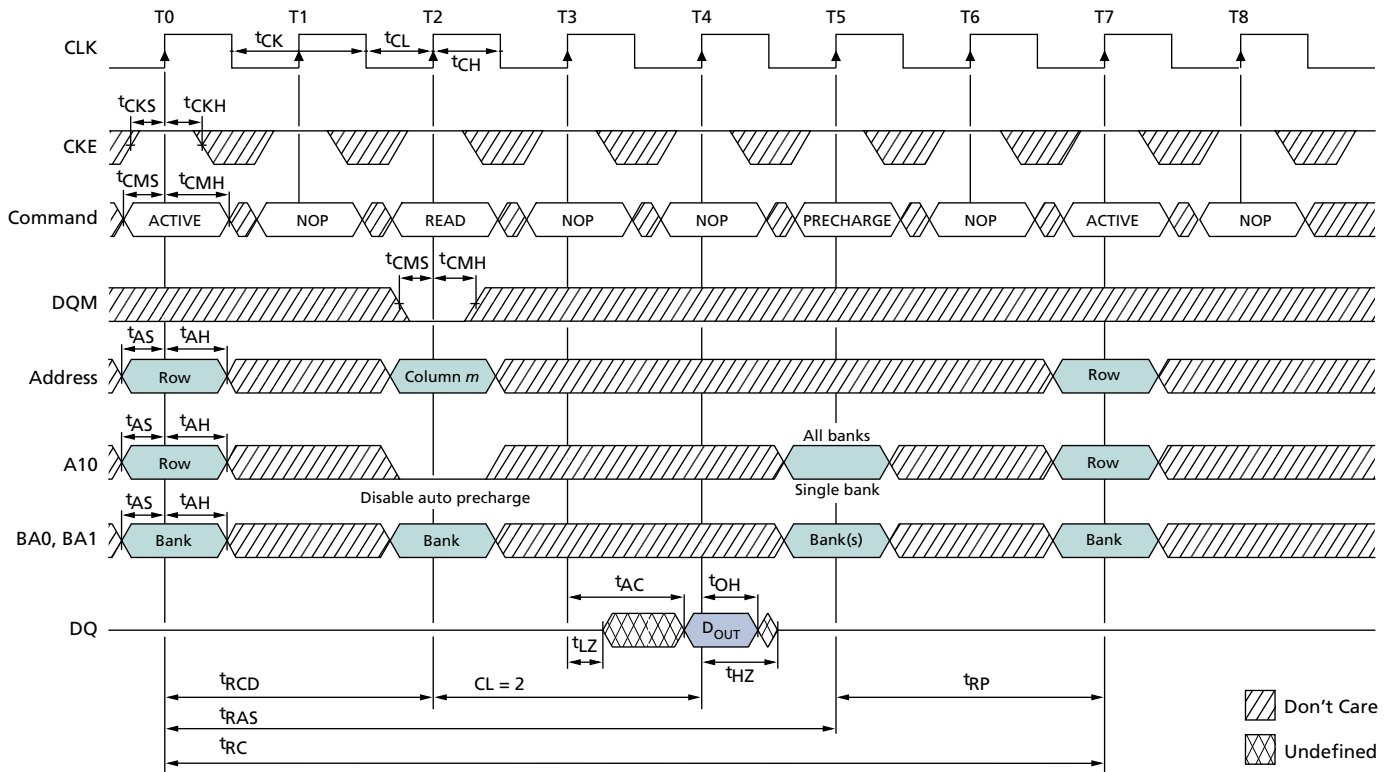 T0 T1 T2 T3 T4 T5 T6 T7 T8
CLK
tCK tCL
tCH
tCKS tCKH
CKE
tCMS tCMH
Command ACTIVE NOP READ NOP NOP PRECHARGE NOP ACTIVE NOP
tCMS tCMH
DQM
tAS tAH
Address Row Column m Row
tAS tAH All banks
A10 Row Row
Disable auto precharge Single bank
tAS tAH
BA0, BA1 Bank Bank Bank(s) Bank
tAC tOH
DQ DOUT
tLZ tHZ
tRCD CL = 2 tRP
Don't Care
tRAS
tRC
Undefined